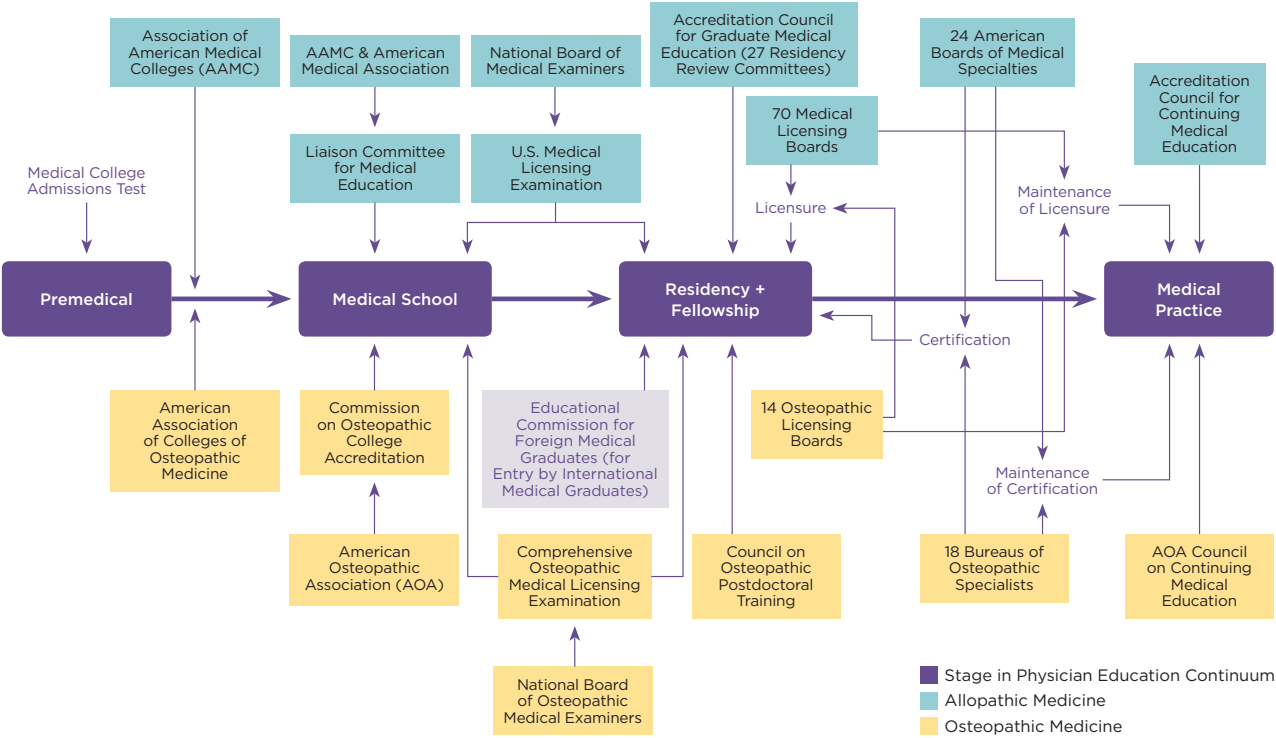 Association of
American Medical
Colleges (AAMC)
AAMC & American
Medical Association
National Board of
Medical Examiners
Accreditation Council
for Graduate Medical
Education (27 Residency
Review Committees)
24 American
Boards of Medical
Specialties
Accreditation
Council for
Continuing
Medical
Education
70 Medical
Licensing
Boards
Liaison Committee
for Medical
Education
U.S. Medical
Licensing
Examination
Medical College
Admissions Test
Licensure
Maintenance
of Licensure
Premedical
Medical School
Residency +
Fellowship
Medical
Practice
Certification
American
Association
of Colleges of
Osteopathic
Medicine
Commission
on Osteopathic
College
Accreditation
Educational
Commission for
Foreign Medical
Graduates (for
Entry by International
Medical Graduates)
14 Osteopathic
Licensing
Boards
Maintenance
of Certification
American
Osteopathic
Association (AOA)
Comprehensive
Osteopathic
Medical Licensing
Examination
Council on
Osteopathic
Postdoctoral
Training
18 Bureaus of
Osteopathic
Specialists
AOA Council
on Continuing
Medical
Education
National Board
of Osteopathic
Medical Examiners
Stage in Physician Education Continuum
Allopathic Medicine
Osteopathic Medicine